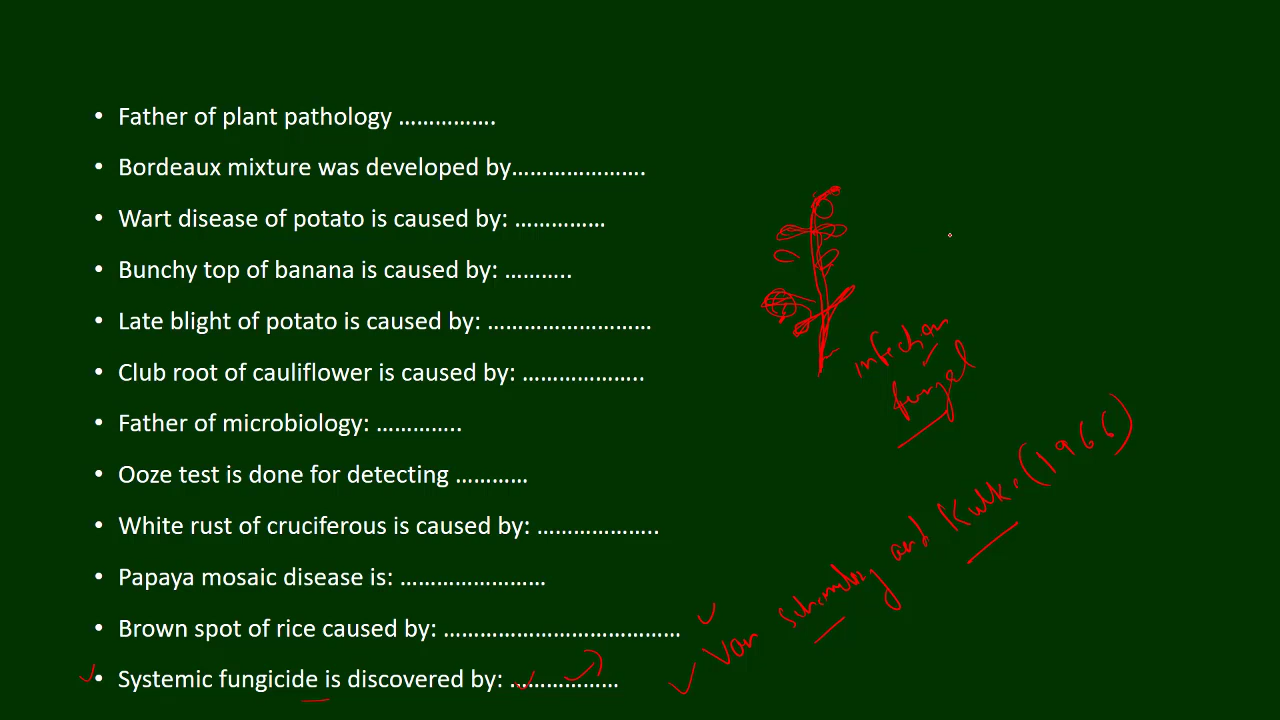 • Father of plant pathology …………….
• Bordeaux mixture was developed by………………….
• Wart disease of potato is caused by: ……………
• Bunchy top of banana is caused by: ………..
• Late blight of potato is caused by: ………………………
Club root of cauliflower is caused by: ………………..
• Father of microbiology: …………..
• Ooze test is done for detecting …………
• White rust of cruciferous is caused by: ………………..
• Papaya mosaic disease is: ……………………
• Brown spot of rice caused by: …………………………………
• Systemic fungicide is discovered by: ………………
infection
fungal
Von and Kulk. (1966)